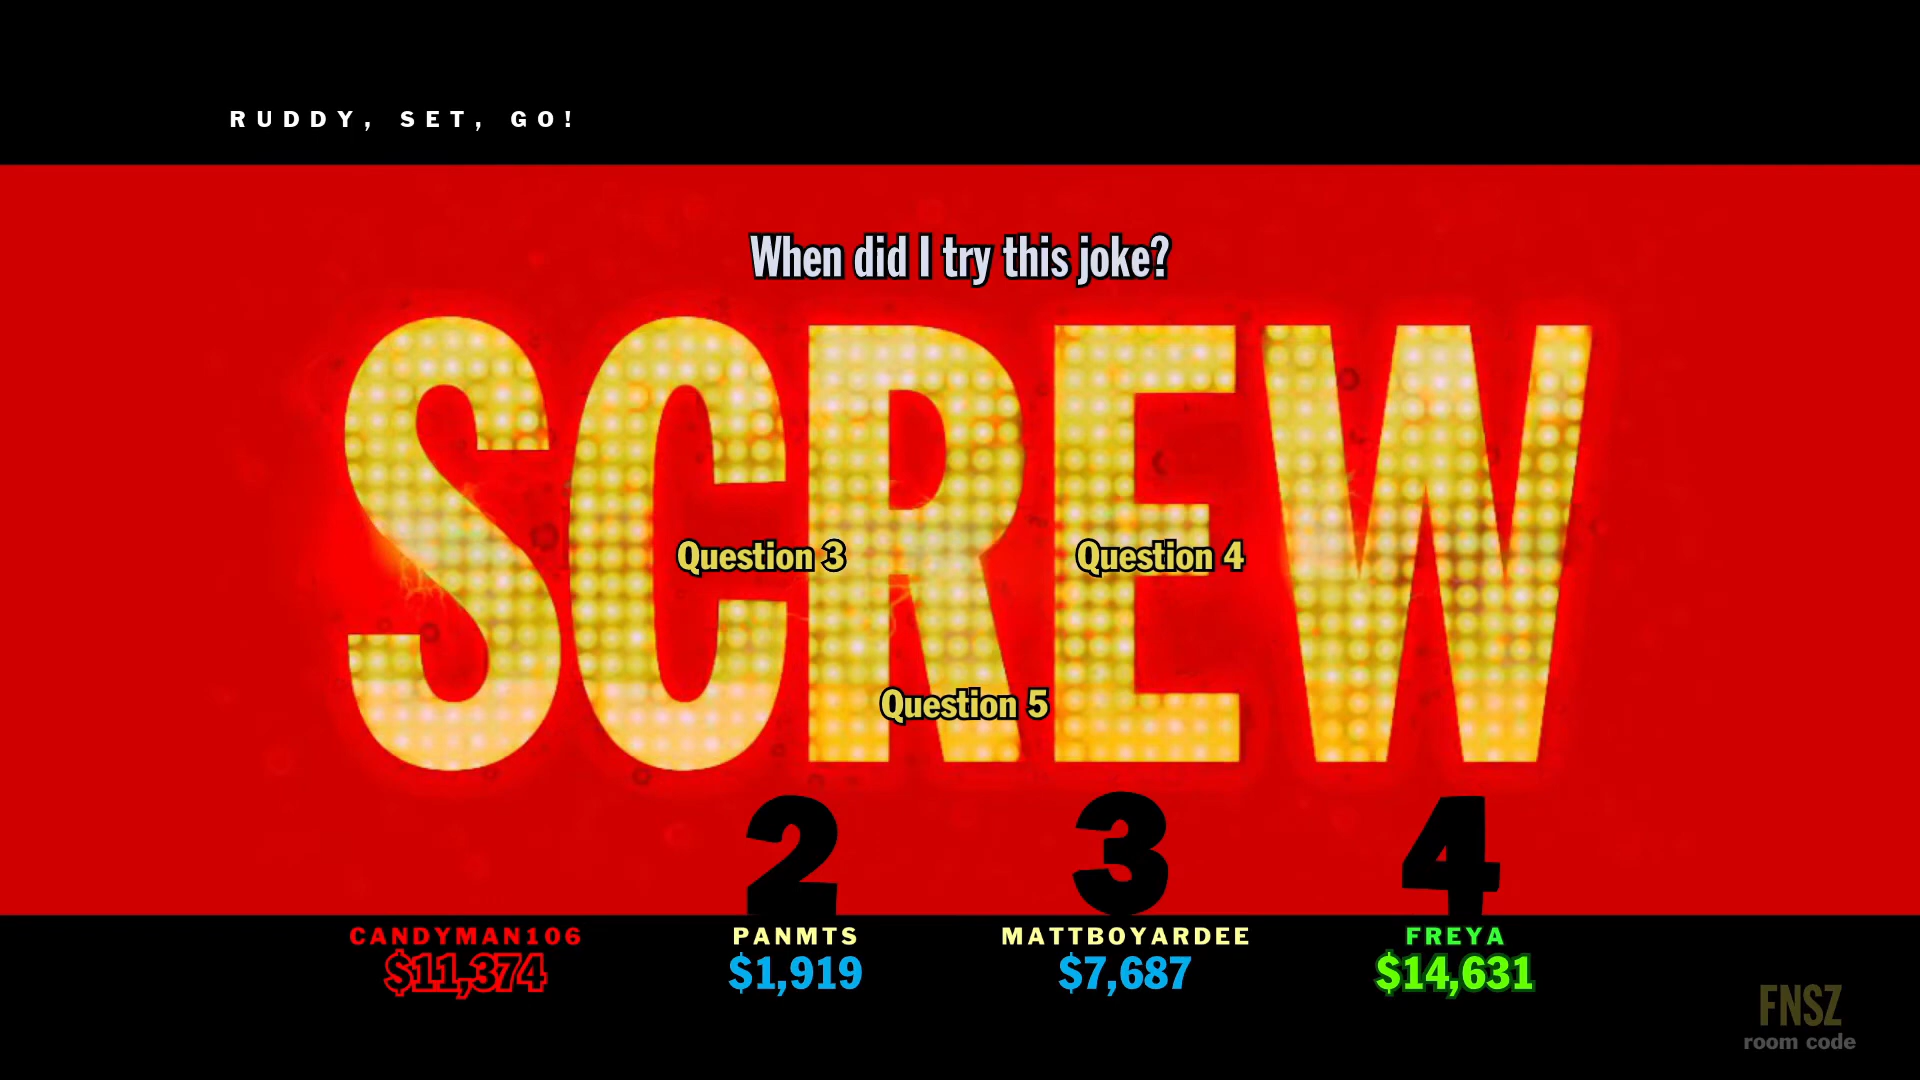 RUDDY, SET, GO!
When did I try this joke?
SCREW
Question 3
Question 4
Question 5
2 3 4
CANDYMAN106 PANMTS MATTBOYARDEE FREYA
$11,374 $1,919 $7,687 $14,631
FNSZ
room code